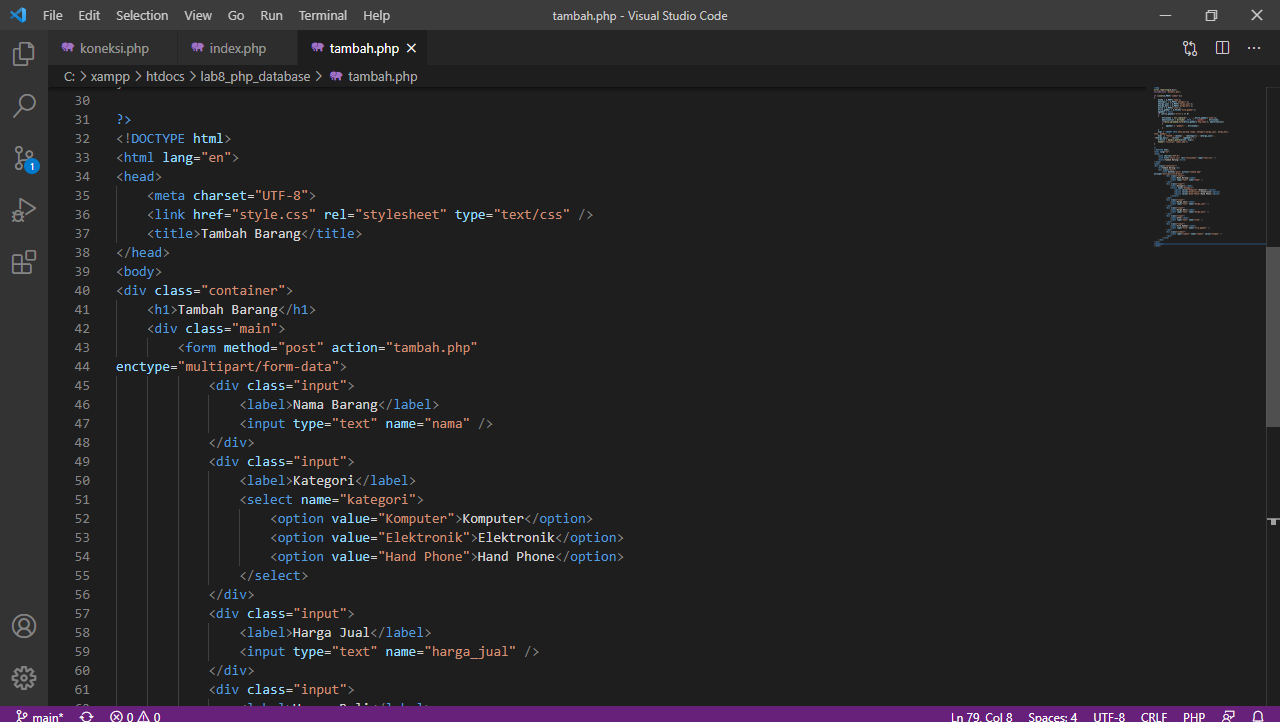 File Edit Selection View Go Run Terminal Help tambah.php - Visual Studio Code
koneksi.php index.php tambah.php
C: > xampp > htdocs > lab8_php_database > tambah.php
30
31 ?>
32 <!DOCTYPE html>
33 <html lang="en">
34 <head>
35 <meta charset="UTF-8">
36 <link href="style.css" rel="stylesheet" type="text/css" />
37 <title>Tambah Barang</title>
38 </head>
39 <body>
40 <div class="container">
41 <h1>Tambah Barang</h1>
42 <div class="main">
43 <form method="post" action="tambah.php"
44 enctype="multipart/form-data">
45 <div class="input">
46 <label>Nama Barang</label>
47 <input type="text" name="nama" />
48 </div>
49 <div class="input">
50 <label>Kategori</label>
51 <select name="kategori">
52 <option value="Komputer">Komputer</option>
53 <option value="Elektronik">Elektronik</option>
54 <option value="Hand Phone">Hand Phone</option>
55 </select>
56 </div>
57 <div class="input">
58 <label>Harga Jual</label>
59 <input type="text" name="harga_jual" />
60 </div>
61 <div class="input">
1
main* 0 0 Ln 79, Col 8 Spaces: 4 UTF-8 CRLF PHP